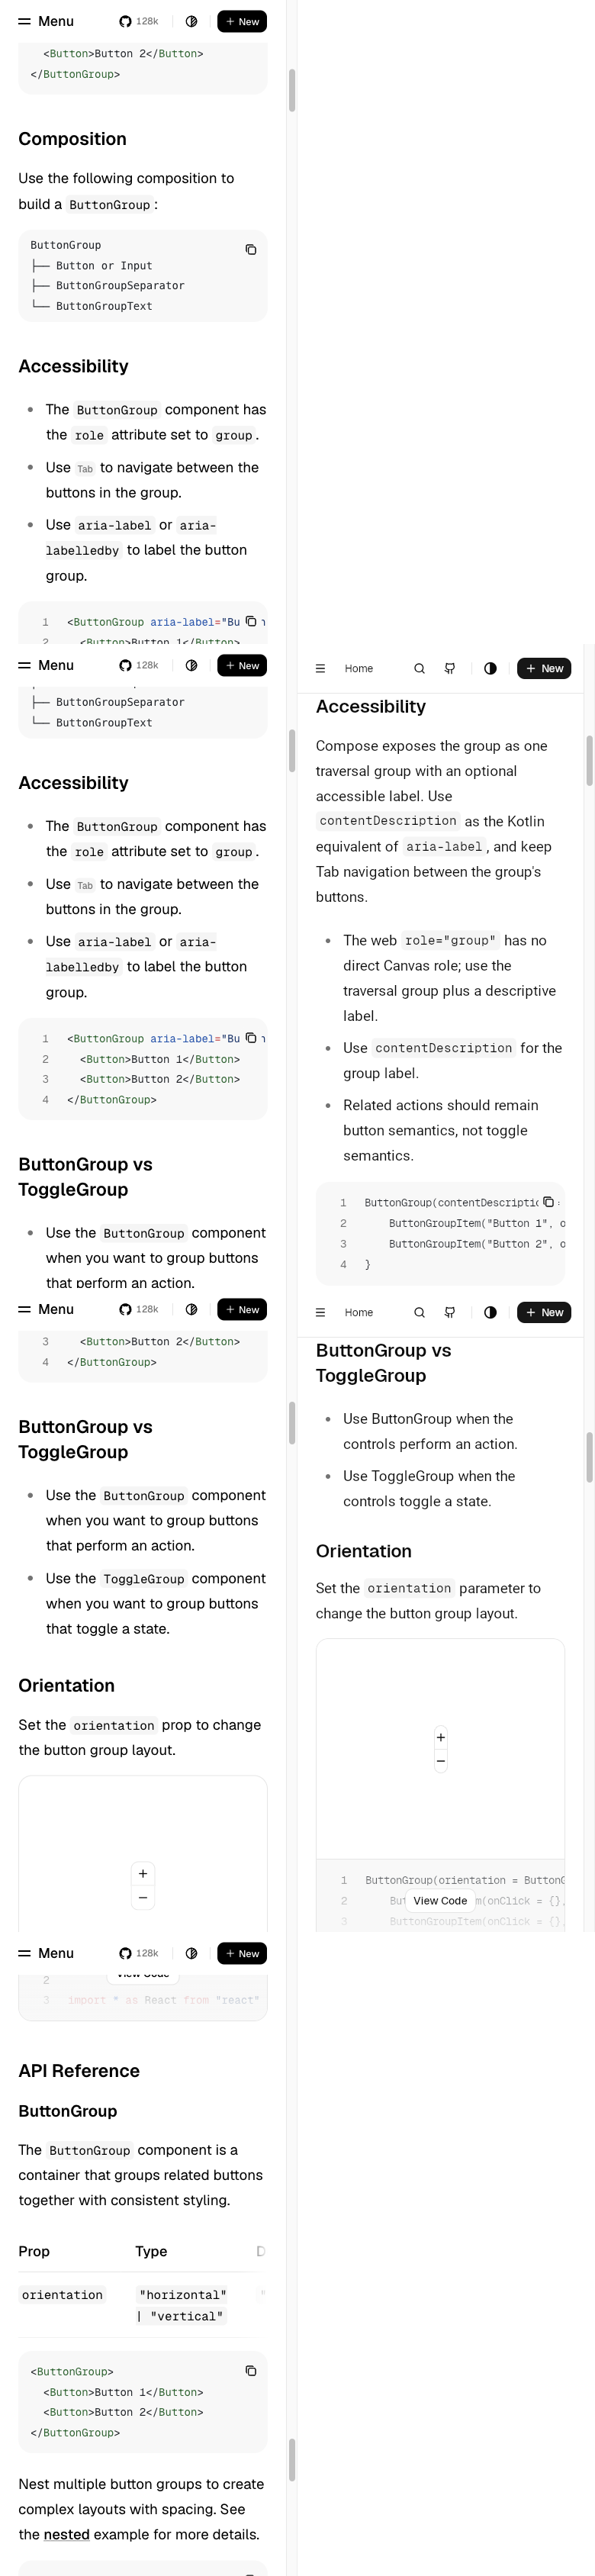 Menu 128k + New
<Button>Button 2</Button>
</ButtonGroup>
Composition
Use the following composition to
build a ButtonGroup:
ButtonGroup
├── Button or Input
├── ButtonGroupSeparator
└── ButtonGroupText
Accessibility
The ButtonGroup component has
the role attribute set to group.
Use Tab to navigate between the
buttons in the group.
Use aria-label or aria-
labelledby to label the button
group.
1 <ButtonGroup aria-label="Bu
2 <Button>Button 1</Button>
Menu 128k + New
├── ButtonGroupSeparator
└── ButtonGroupText
Accessibility
The ButtonGroup component has
the role attribute set to group.
Use Tab to navigate between the
buttons in the group.
Use aria-label or aria-
labelledby to label the button
group.
1 <ButtonGroup aria-label="Bu
2 <Button>Button 1</Button>
3 <Button>Button 2</Button>
4 </ButtonGroup>
ButtonGroup vs
ToggleGroup
Use the ButtonGroup component
when you want to group buttons
that perform an action.
Home + New
Accessibility
Compose exposes the group as one
traversal group with an optional
accessible label. Use
contentDescription as the Kotlin
equivalent of aria-label, and keep
Tab navigation between the group's
buttons.
The web role="group" has no
direct Canvas role; use the
traversal group plus a descriptive
label.
Use contentDescription for the
group label.
Related actions should remain
button semantics, not toggle
semantics.
1 ButtonGroup(contentDescriptio
2 ButtonGroupItem("Button 1", o
3 ButtonGroupItem("Button 2", o
4 }
Menu 128k + New
3 <Button>Button 2</Button>
4 </ButtonGroup>
ButtonGroup vs
ToggleGroup
Use the ButtonGroup component
when you want to group buttons
that perform an action.
Use the ToggleGroup component
when you want to group buttons
that toggle a state.
Orientation
Set the orientation prop to change
the button group layout.
+
−
Home + New
ButtonGroup vs
ToggleGroup
Use ButtonGroup when the
controls perform an action.
Use ToggleGroup when the
controls toggle a state.
Orientation
Set the orientation parameter to
change the button group layout.
+
−
1 ButtonGroup(orientation = ButtonG
2 But View Code m(onClick = {},
3 ButtonGroupItem(onClick = {},
Menu 128k + New
View Code
2
3 import * as React from "react"
API Reference
ButtonGroup
The ButtonGroup component is a
container that groups related buttons
together with consistent styling.
Prop Type D
orientation "horizontal" "
| "vertical"
<ButtonGroup>
<Button>Button 1</Button>
<Button>Button 2</Button>
</ButtonGroup>
Nest multiple button groups to create
complex layouts with spacing. See
the nested example for more details.